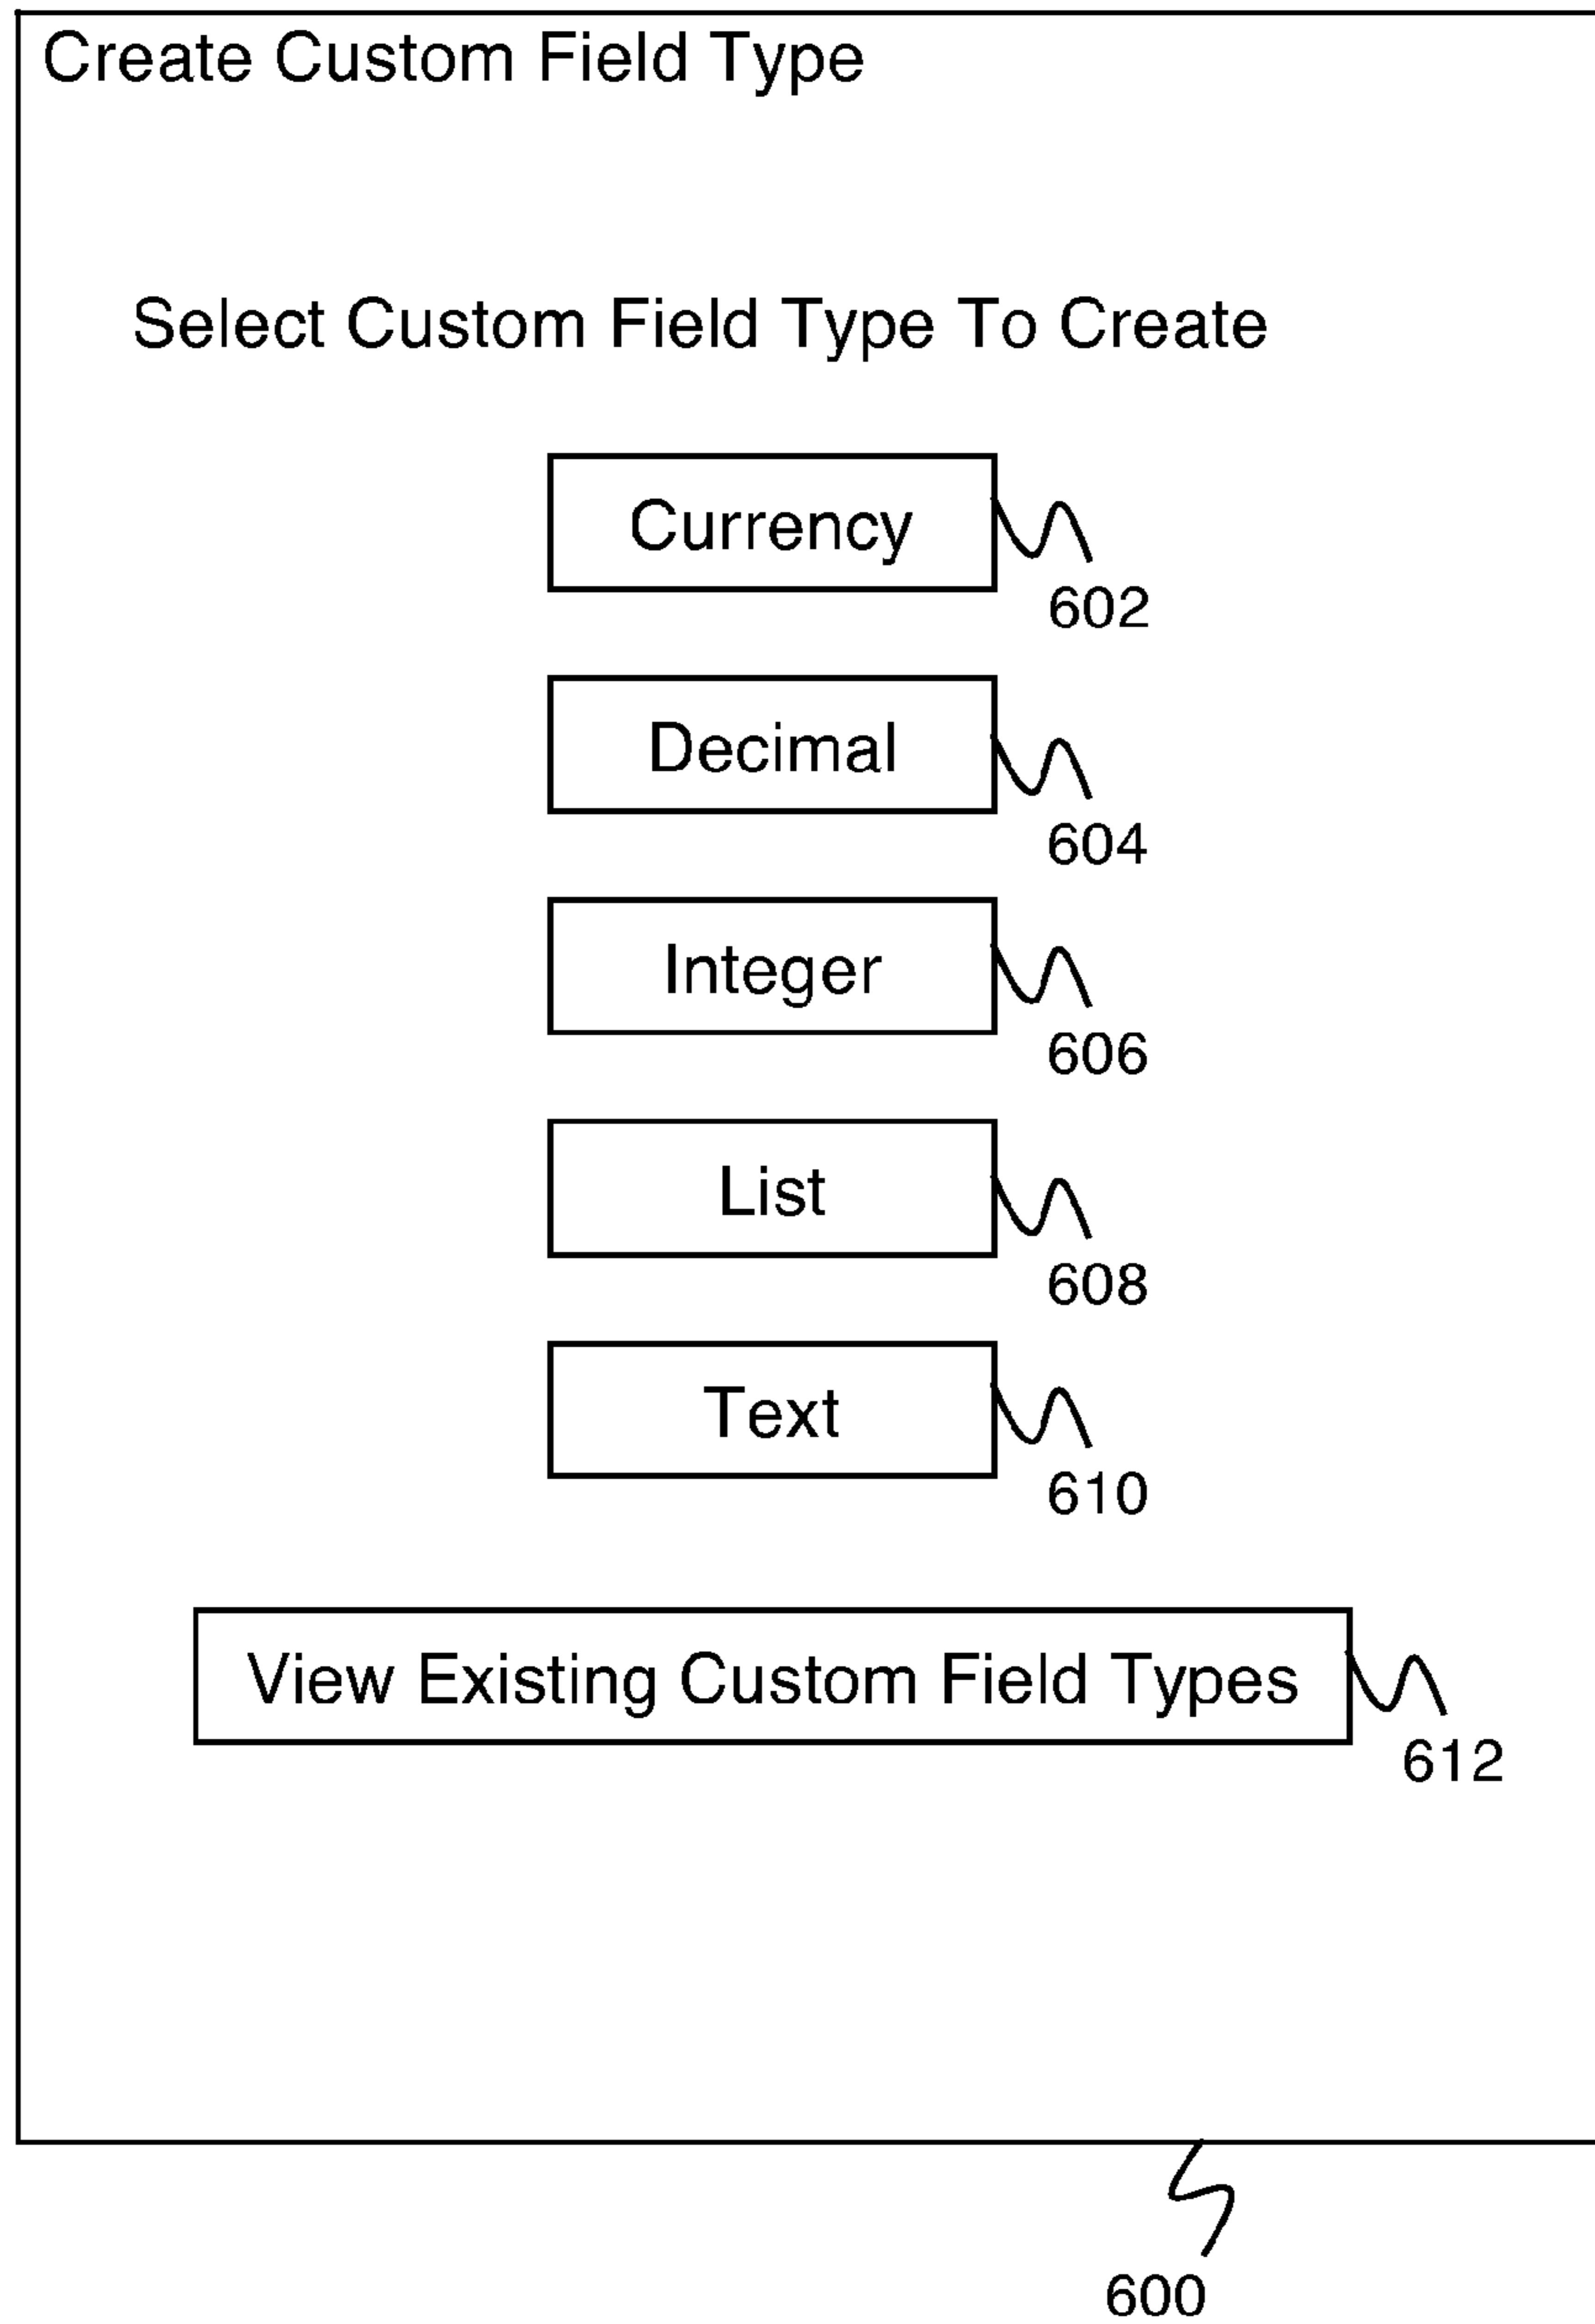 Create Custom Field Type
Select Custom Field Type To Create
Currency
602
Decimal
604
Integer
606
List
608
Text
610
View Existing Custom Field Types
612
600